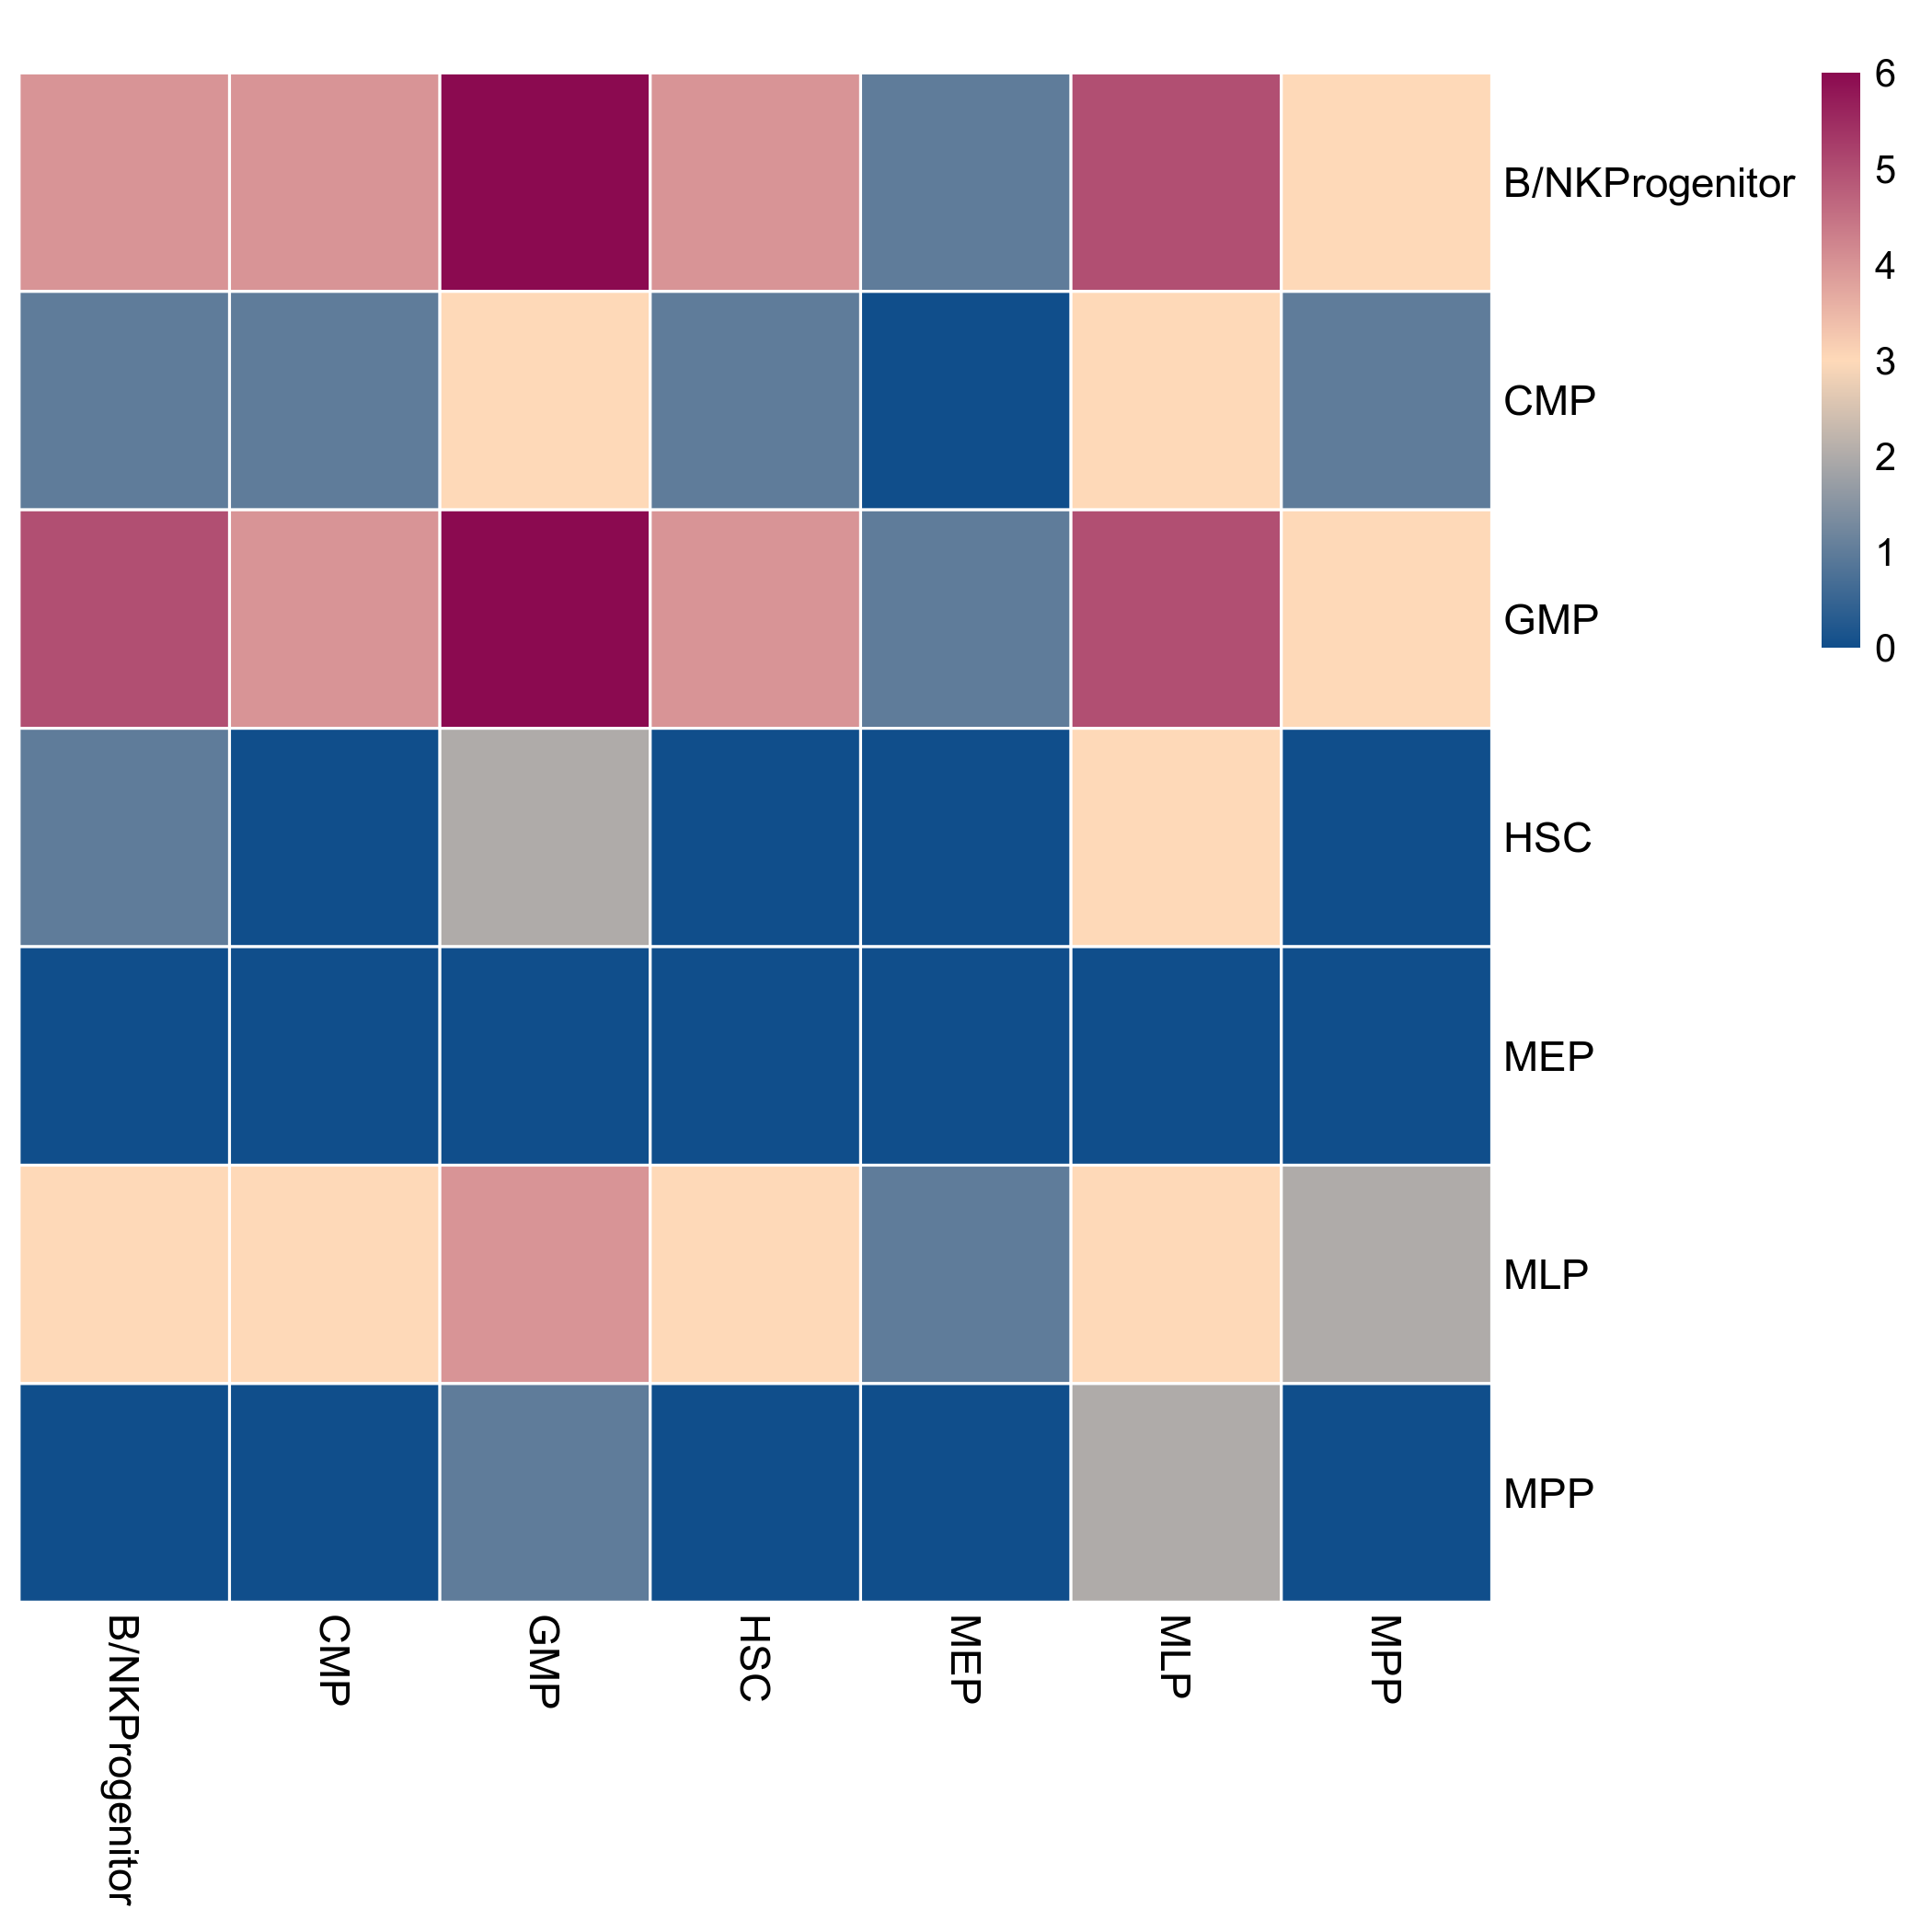 6
5
4
3
2
1
0
B/NKProgenitor
CMP
GMP
HSC
MEP
MLP
MPP
B/NKProgenitor
CMP
GMP
HSC
MEP
MLP
MPP